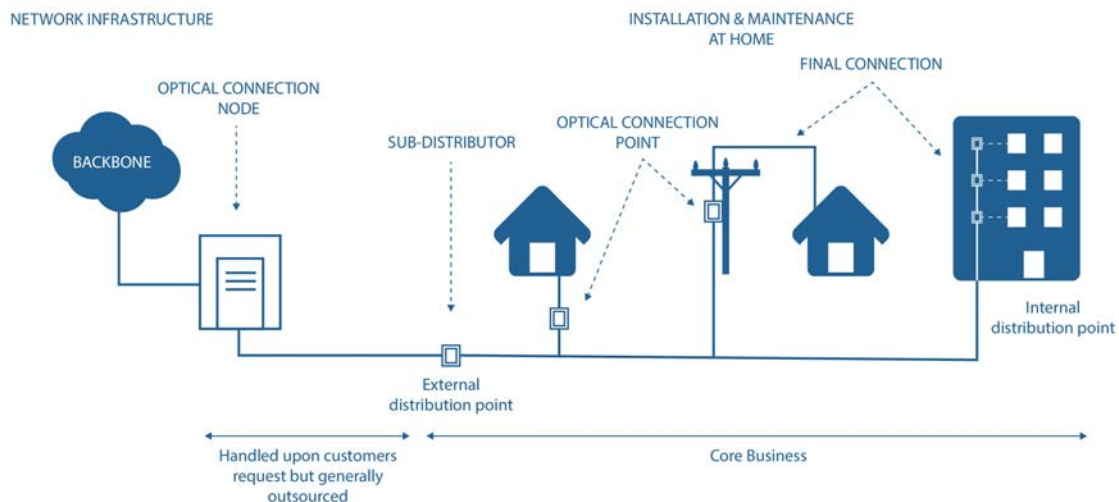 NETWORK INFRASTRUCTURE
INSTALLATION & MAINTENANCE
AT HOME
FINAL CONNECTION
OPTICAL CONNECTION
NODE
OPTICAL CONNECTION
POINT
SUB-DISTRIBUTOR
BACKBONE
Internal
distribution point
External
distribution point
Handled upon customers
request but generally
outsourced
Core Business